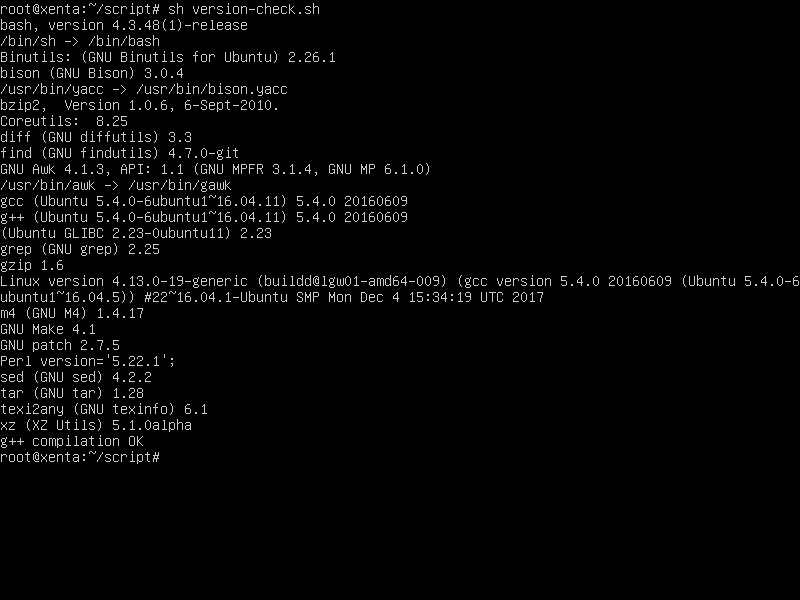 root@xenta:~/script# sh version-check.sh
bash, version 4.3.48(1)-release
/bin/sh -> /bin/bash
Binutils: (GNU Binutils for Ubuntu) 2.26.1
bison (GNU Bison) 3.0.4
/usr/bin/yacc -> /usr/bin/bison.yacc
bzip2,  Version 1.0.6, 6-Sept-2010.
Coreutils:  8.25
diff (GNU diffutils) 3.3
find (GNU findutils) 4.7.0-git
GNU Awk 4.1.3, API: 1.1 (GNU MPFR 3.1.4, GNU MP 6.1.0)
/usr/bin/awk -> /usr/bin/gawk
gcc (Ubuntu 5.4.0-6ubuntu1~16.04.11) 5.4.0 20160609
g++ (Ubuntu 5.4.0-6ubuntu1~16.04.11) 5.4.0 20160609
(Ubuntu GLIBC 2.23-0ubuntu11) 2.23
grep (GNU grep) 2.25
gzip 1.6
Linux version 4.13.0-19-generic (buildd@lgw01-amd64-009) (gcc version 5.4.0 20160609 (Ubuntu 5.4.0-6
ubuntu1~16.04.5)) #22~16.04.1-Ubuntu SMP Mon Dec 4 15:34:19 UTC 2017
m4 (GNU M4) 1.4.17
GNU Make 4.1
GNU patch 2.7.5
Perl version='5.22.1';
sed (GNU sed) 4.2.2
tar (GNU tar) 1.28
texi2any (GNU texinfo) 6.1
xz (XZ Utils) 5.1.0alpha
g++ compilation OK
root@xenta:~/script#